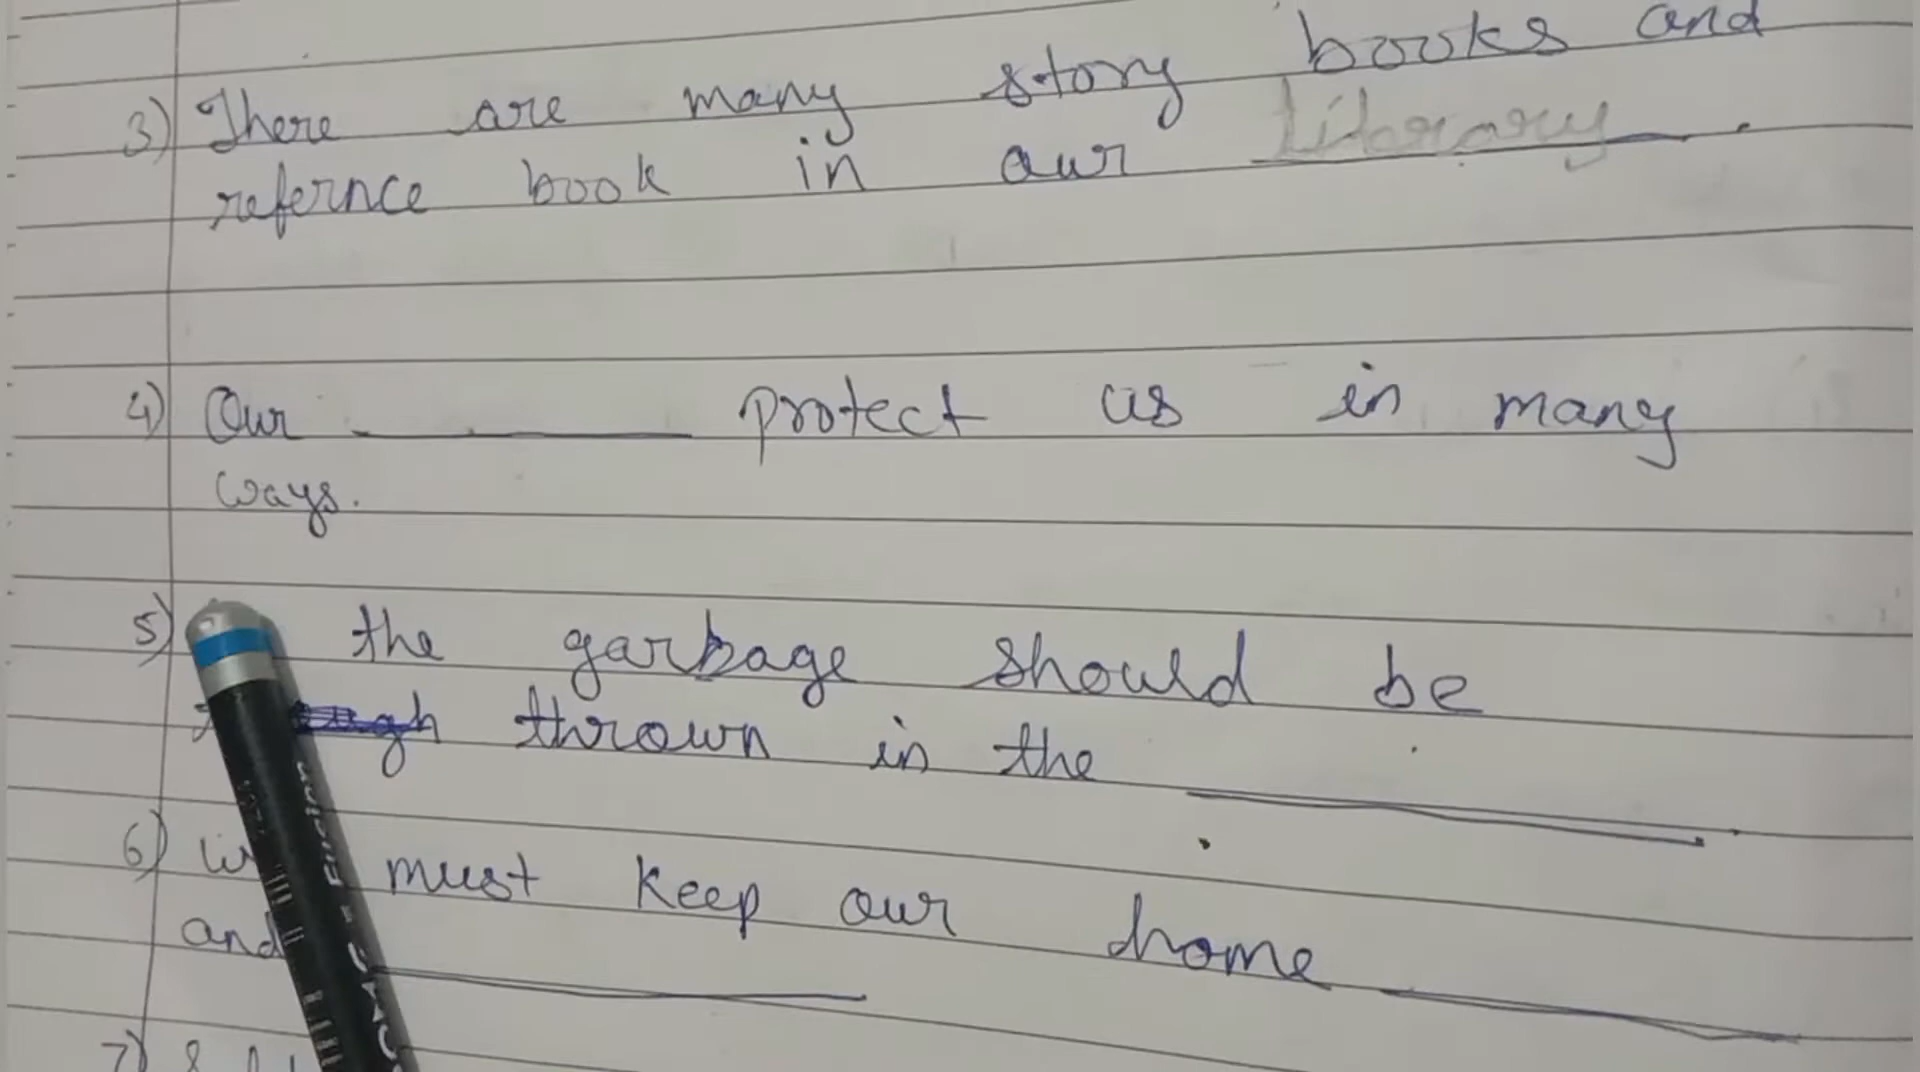 3) There are many story books and
refernce book in our library.
4) Our protect us in many
ways.
5) the garbage should be
thrown in the
6) must keep our home
and
7)